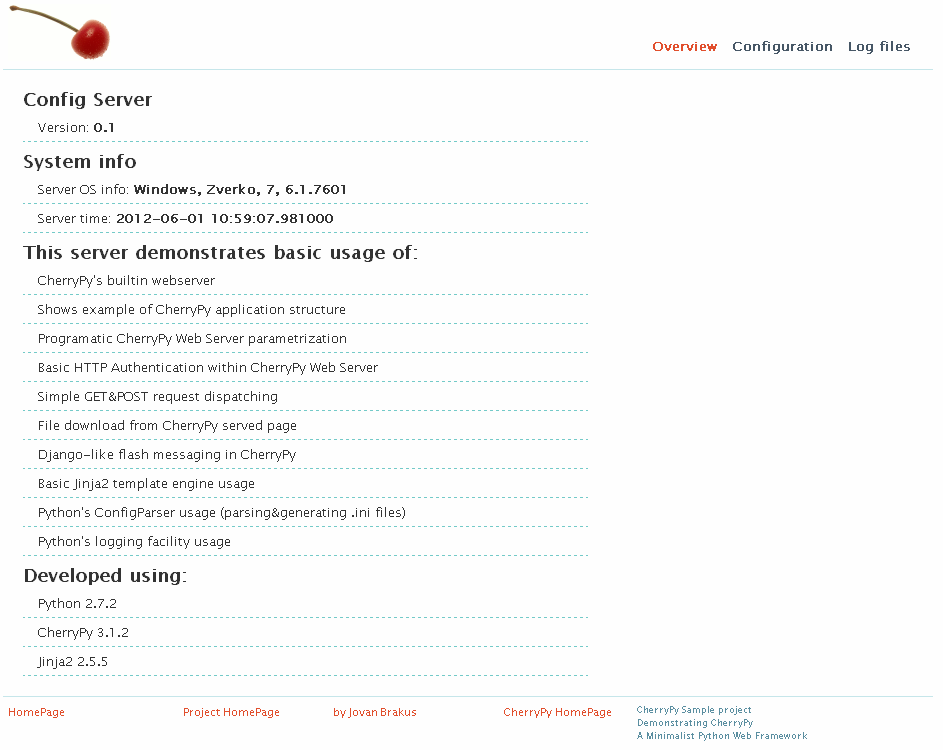 Overview Configuration Log files
Config Server
Version: 0.1
System info
Server OS info: Windows, Zverko, 7, 6.1.7601
Server time: 2012-06-01 10:59:07.981000
This server demonstrates basic usage of:
CherryPy's builtin webserver
Shows example of CherryPy application structure
Programatic CherryPy Web Server parametrization
Basic HTTP Authentication within CherryPy Web Server
Simple GET&POST request dispatching
File download from CherryPy served page
Django-like flash messaging in CherryPy
Basic Jinja2 template engine usage
Python's ConfigParser usage (parsing&generating .ini files)
Python's logging facility usage
Developed using:
Python 2.7.2
CherryPy 3.1.2
Jinja2 2.5.5
HomePage Project HomePage by Jovan Brakus CherryPy HomePage
CherryPy Sample project
Demonstrating CherryPy
A Minimalist Python Web Framework